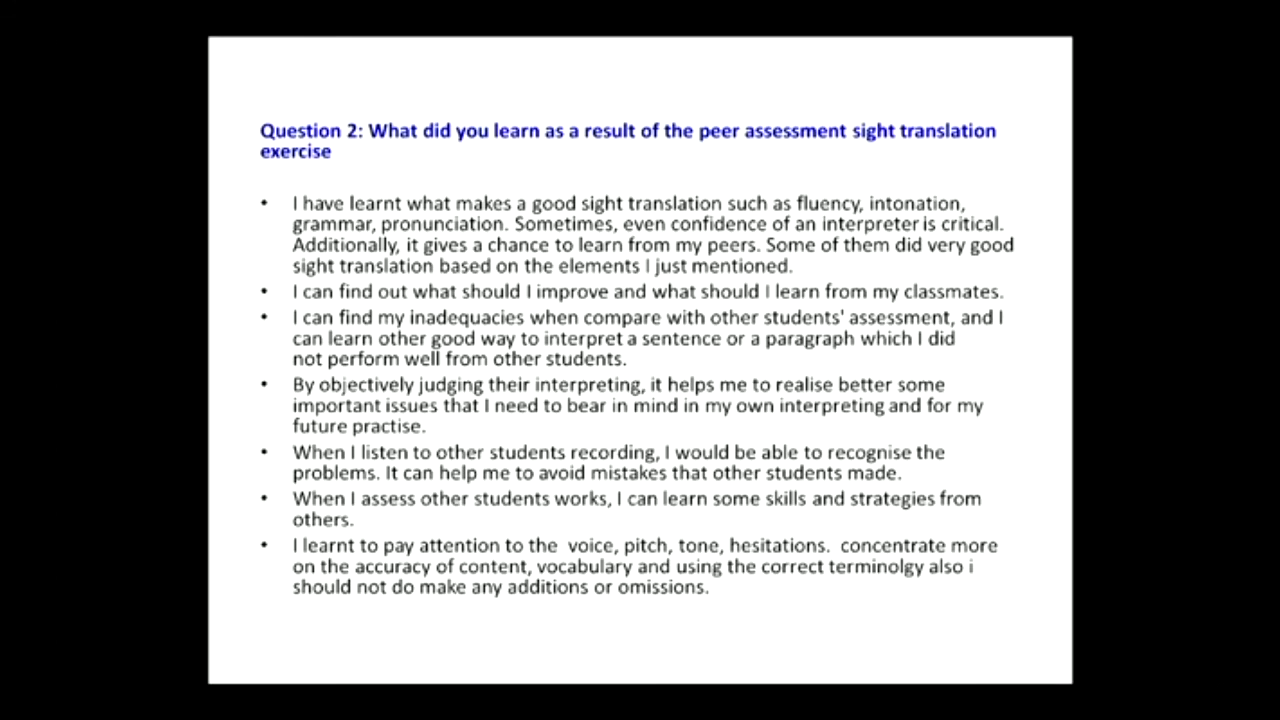 Question 2: What did you learn as a result of the peer assessment sight translation
exercise
• I have learnt what makes a good sight translation such as fluency, intonation,
grammar, pronunciation. Sometimes, even confidence of an interpreter is critical.
Additionally, it gives a chance to learn from my peers. Some of them did very good
sight translation based on the elements I just mentioned.
• I can find out what should I improve and what should I learn from my classmates.
• I can find my inadequacies when compare with other students' assessment, and I
can learn other good way to interpret a sentence or a paragraph which I did
not perform well from other students.
• By objectively judging their interpreting, it helps me to realise better some
important issues that I need to bear in mind in my own interpreting and for my
future practise.
• When I listen to other students recording, I would be able to recognise the
problems. It can help me to avoid mistakes that other students made.
• When I assess other students works, I can learn some skills and strategies from
others.
• I learnt to pay attention to the  voice, pitch, tone, hesitations.  concentrate more
on the accuracy of content, vocabulary and using the correct terminolgy also i
should not do make any additions or omissions.